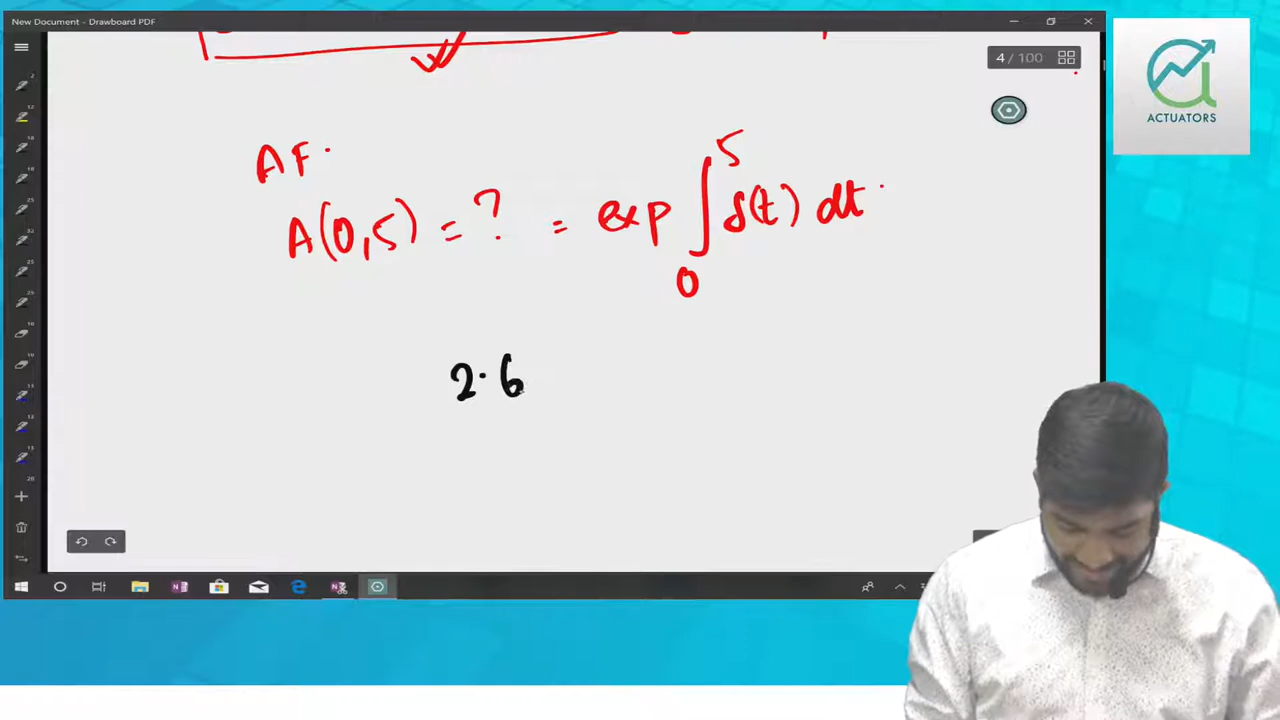 New Document - Drawboard PDF
4 / 100
ACTUATORS
AF.
A(0,5) = ? = exp ∫₀⁵ δ(t) dt.
2.6